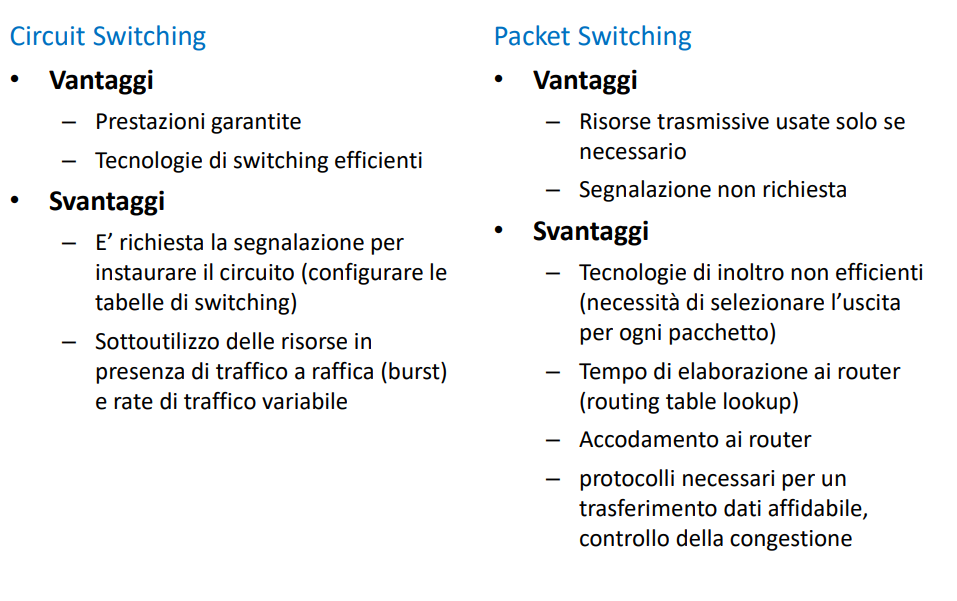 Circuit Switching
• Vantaggi
– Prestazioni garantite
– Tecnologie di switching efficienti
• Svantaggi
– E’ richiesta la segnalazione per
instaurare il circuito (configurare le
tabelle di switching)
– Sottoutilizzo delle risorse in
presenza di traffico a raffica (burst)
e rate di traffico variabile
Packet Switching
• Vantaggi
– Risorse trasmissive usate solo se
necessario
– Segnalazione non richiesta
• Svantaggi
– Tecnologie di inoltro non efficienti
(necessità di selezionare l’uscita
per ogni pacchetto)
– Tempo di elaborazione ai router
(routing table lookup)
– Accodamento ai router
– protocolli necessari per un
trasferimento dati affidabile,
controllo della congestione